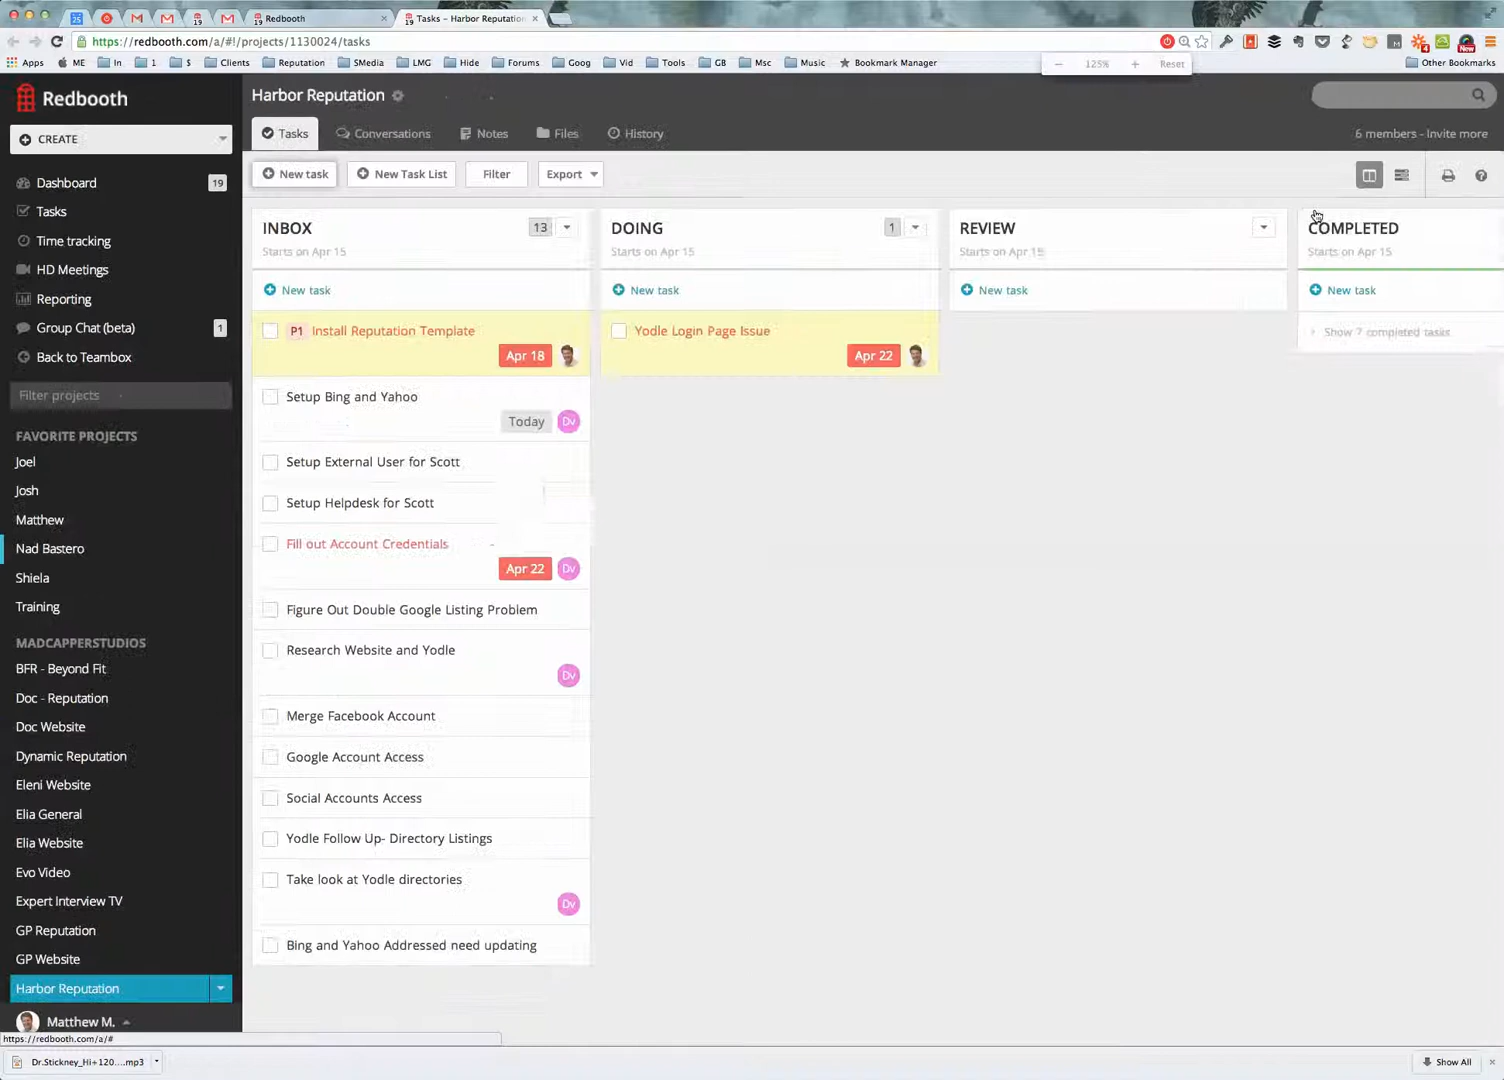 25
19
19 Redbooth
Tasks – Harbor Reputation
https://redbooth.com/a/#!/projects/1130024/tasks
4
New
Apps
ME
In
1
$
Clients
Reputation
SMedia
LMG
Hide
Forums
Goog
Vid
Tools
GB
Msc
Music
Bookmark Manager
Other Bookmarks
125%
Reset
Redbooth
CREATE
Dashboard 19
Tasks
Time tracking
HD Meetings
Reporting
Group Chat (beta) 1
Back to Teambox
Filter projects
FAVORITE PROJECTS
Joel
Josh
Matthew
Nad Bastero
Shiela
Training
MADCAPPERSTUDIOS
BFR - Beyond Fit
Doc - Reputation
Doc Website
Dynamic Reputation
Eleni Website
Elia General
Elia Website
Evo Video
Expert Interview TV
GP Reputation
GP Website
Harbor Reputation
Matthew M.
https://redbooth.com/a/#
Harbor Reputation
Tasks
Conversations
Notes
Files
History
6 members - Invite more
New task
New Task List
Filter
Export
INBOX 13
Starts on Apr 15
New task
P1 Install Reputation Template
Apr 18
Setup Bing and Yahoo
Today Dv
Setup External User for Scott
Setup Helpdesk for Scott
Fill out Account Credentials
Apr 22 Dv
Figure Out Double Google Listing Problem
Research Website and Yodle
Dv
Merge Facebook Account
Google Account Access
Social Accounts Access
Yodle Follow Up- Directory Listings
Take look at Yodle directories
Dv
Bing and Yahoo Addressed need updating
DOING 1
Starts on Apr 15
New task
Yodle Login Page Issue
Apr 22
REVIEW
Starts on Apr 15
New task
COMPLETED
Starts on Apr 15
New task
Show 7 completed tasks
Dr.Stickney_Hi+120....mp3
Show All